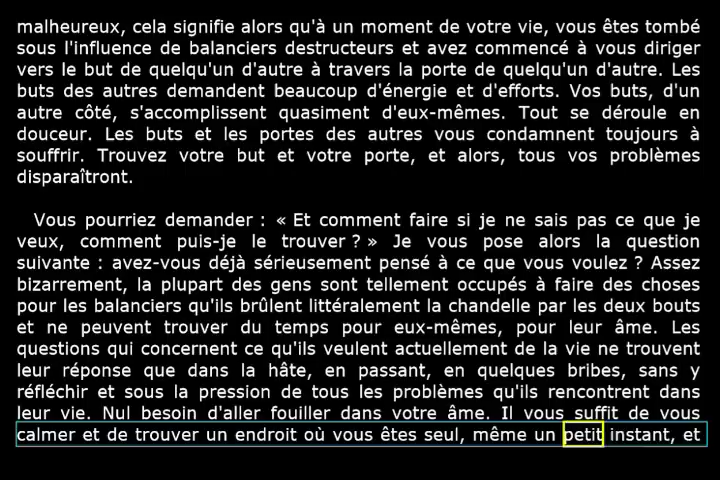 malheureux, cela signifie alors qu'à un moment de votre vie, vous êtes tombé
sous l'influence de balanciers destructeurs et avez commencé à vous diriger
vers le but de quelqu'un d'autre à travers la porte de quelqu'un d'autre. Les
buts des autres demandent beaucoup d'énergie et d'efforts. Vos buts, d'un
autre côté, s'accomplissent quasiment d'eux-mêmes. Tout se déroule en
douceur. Les buts et les portes des autres vous condamnent toujours à
souffrir. Trouvez votre but et votre porte, et alors, tous vos problèmes
disparaîtront.
Vous pourriez demander : « Et comment faire si je ne sais pas ce que je
veux, comment puis-je le trouver ? » Je vous pose alors la question
suivante : avez-vous déjà sérieusement pensé à ce que vous voulez ? Assez
bizarrement, la plupart des gens sont tellement occupés à faire des choses
pour les balanciers qu'ils brûlent littéralement la chandelle par les deux bouts
et ne peuvent trouver du temps pour eux-mêmes, pour leur âme. Les
questions qui concernent ce qu'ils veulent actuellement de la vie ne trouvent
leur réponse que dans la hâte, en passant, en quelques bribes, sans y
réfléchir et sous la pression de tous les problèmes qu'ils rencontrent dans
leur vie. Nul besoin d'aller fouiller dans votre âme. Il vous suffit de vous
calmer et de trouver un endroit où vous êtes seul, même un petit instant, et